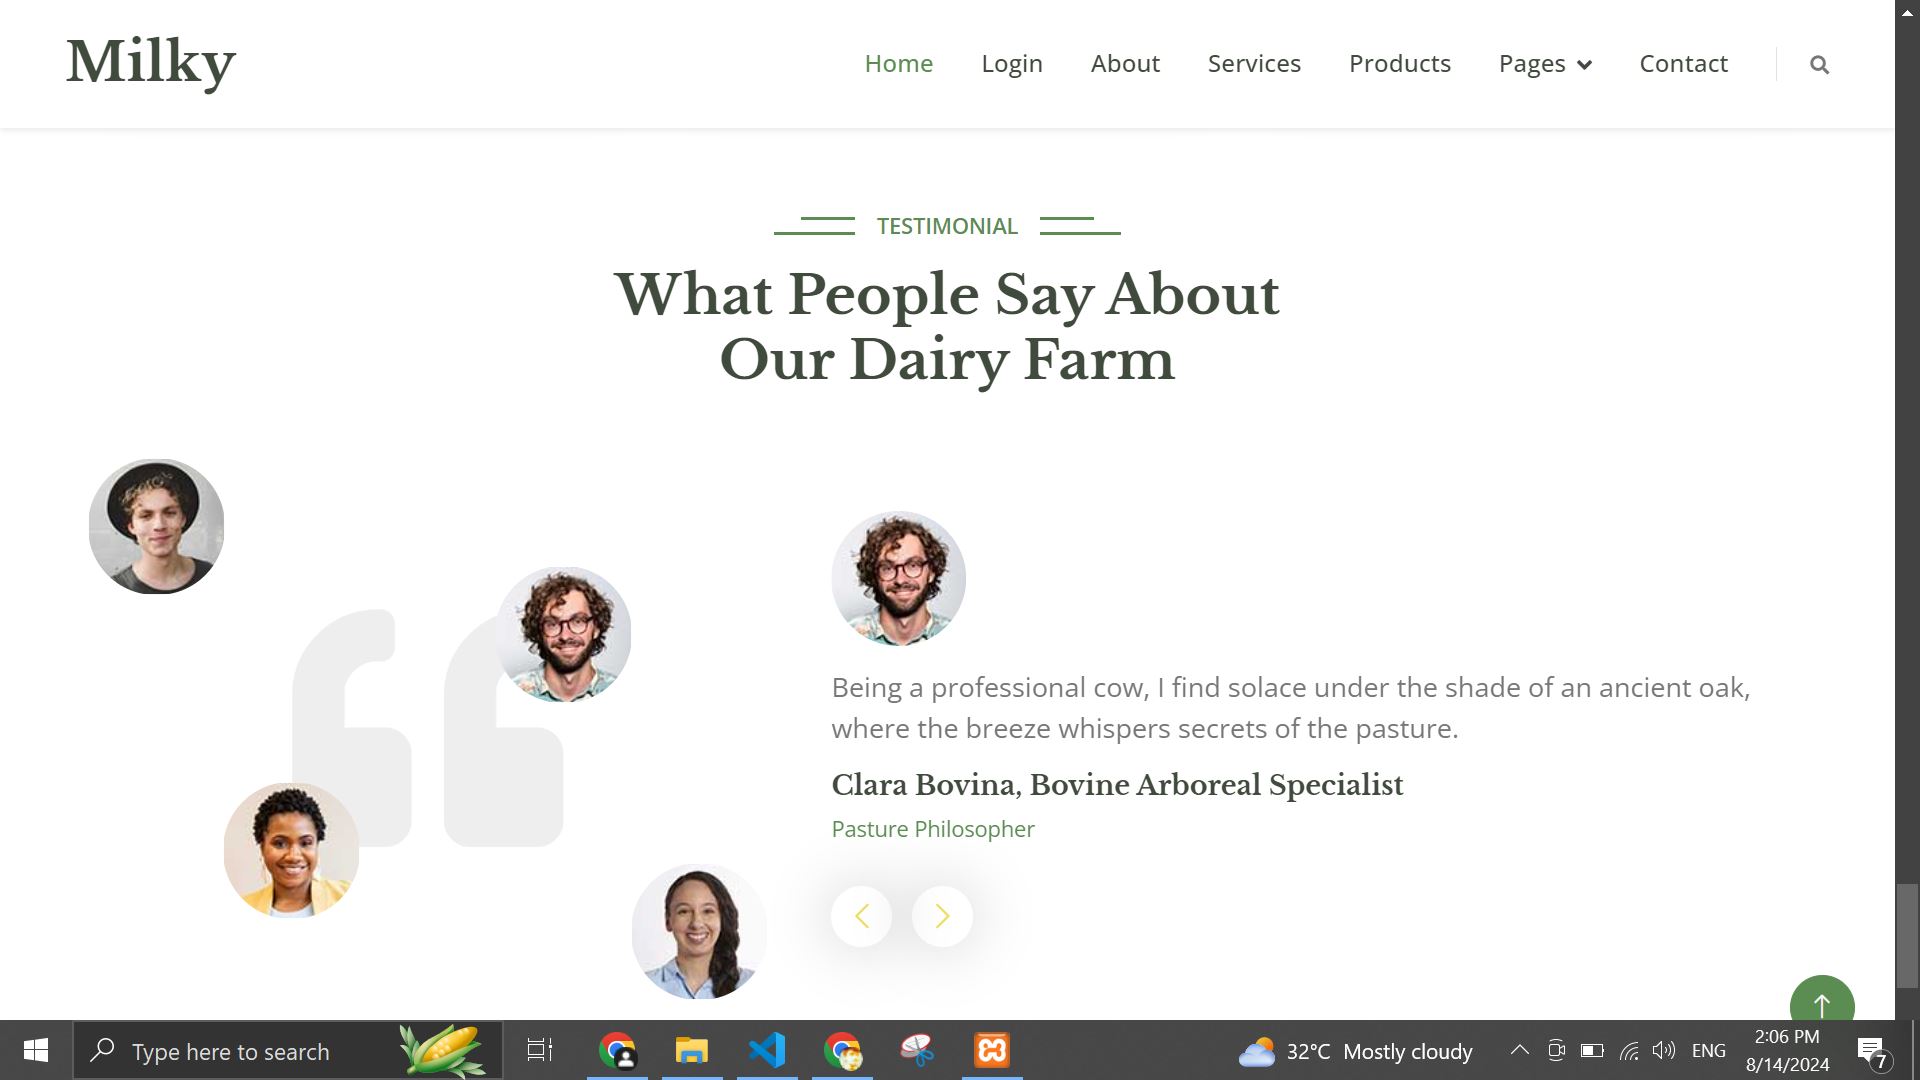 Milky
Home Login About Services Products Pages Contact
TESTIMONIAL
What People Say About
Our Dairy Farm
Being a professional cow, I find solace under the shade of an ancient oak,
where the breeze whispers secrets of the pasture.
Clara Bovina, Bovine Arboreal Specialist
Pasture Philosopher
Type here to search
32°C Mostly cloudy
ENG
2:06 PM
8/14/2024
7